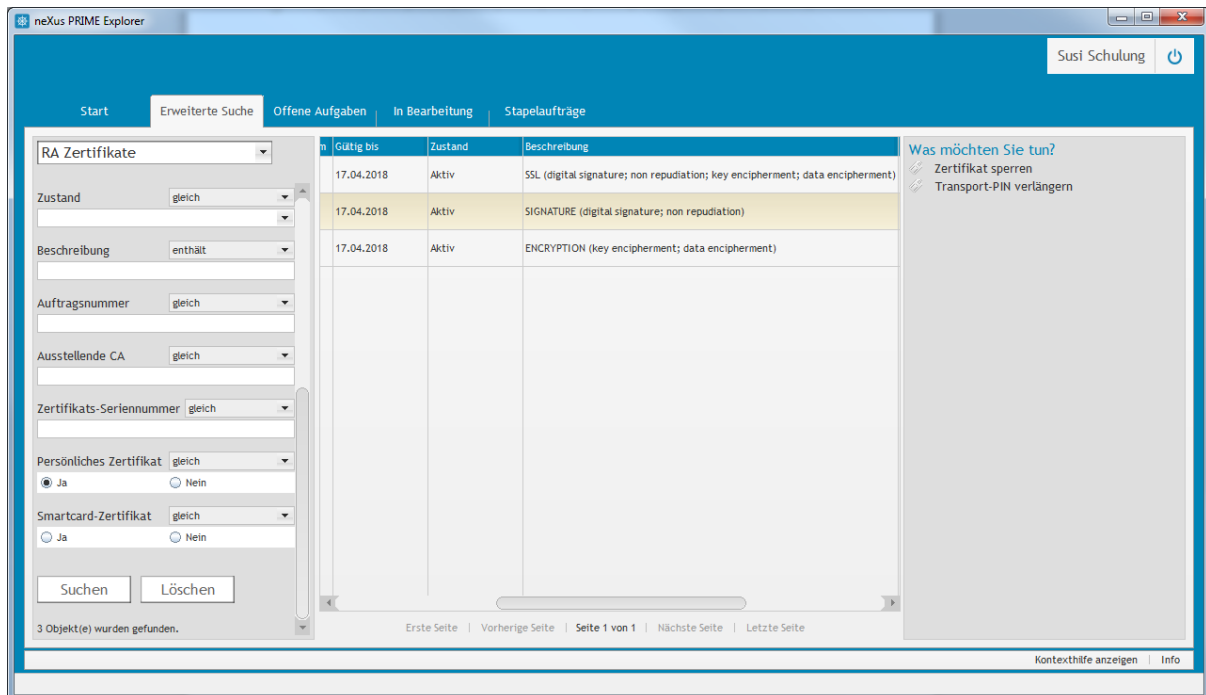 neXus PRIME Explorer
Susi Schulung
Start
Erweiterte Suche
Offene Aufgaben
In Bearbeitung
Stapelaufträge
RA Zertifikate
Zustand gleich
Beschreibung enthält
Auftragsnummer gleich
Ausstellende CA gleich
Zertifikats-Seriennummer gleich
Persönliches Zertifikat gleich
Ja Nein
Smartcard-Zertifikat gleich
Ja Nein
Suchen Löschen
3 Objekt(e) wurden gefunden.
Gültig bis Zustand Beschreibung
17.04.2018 Aktiv SSL (digital signature; non repudiation; key encipherment; data encipherment)
17.04.2018 Aktiv SIGNATURE (digital signature; non repudiation)
17.04.2018 Aktiv ENCRYPTION (key encipherment; data encipherment)
Erste Seite | Vorherige Seite | Seite 1 von 1 | Nächste Seite | Letzte Seite
Was möchten Sie tun?
Zertifikat sperren
Transport-PIN verlängern
Kontexthilfe anzeigen | Info